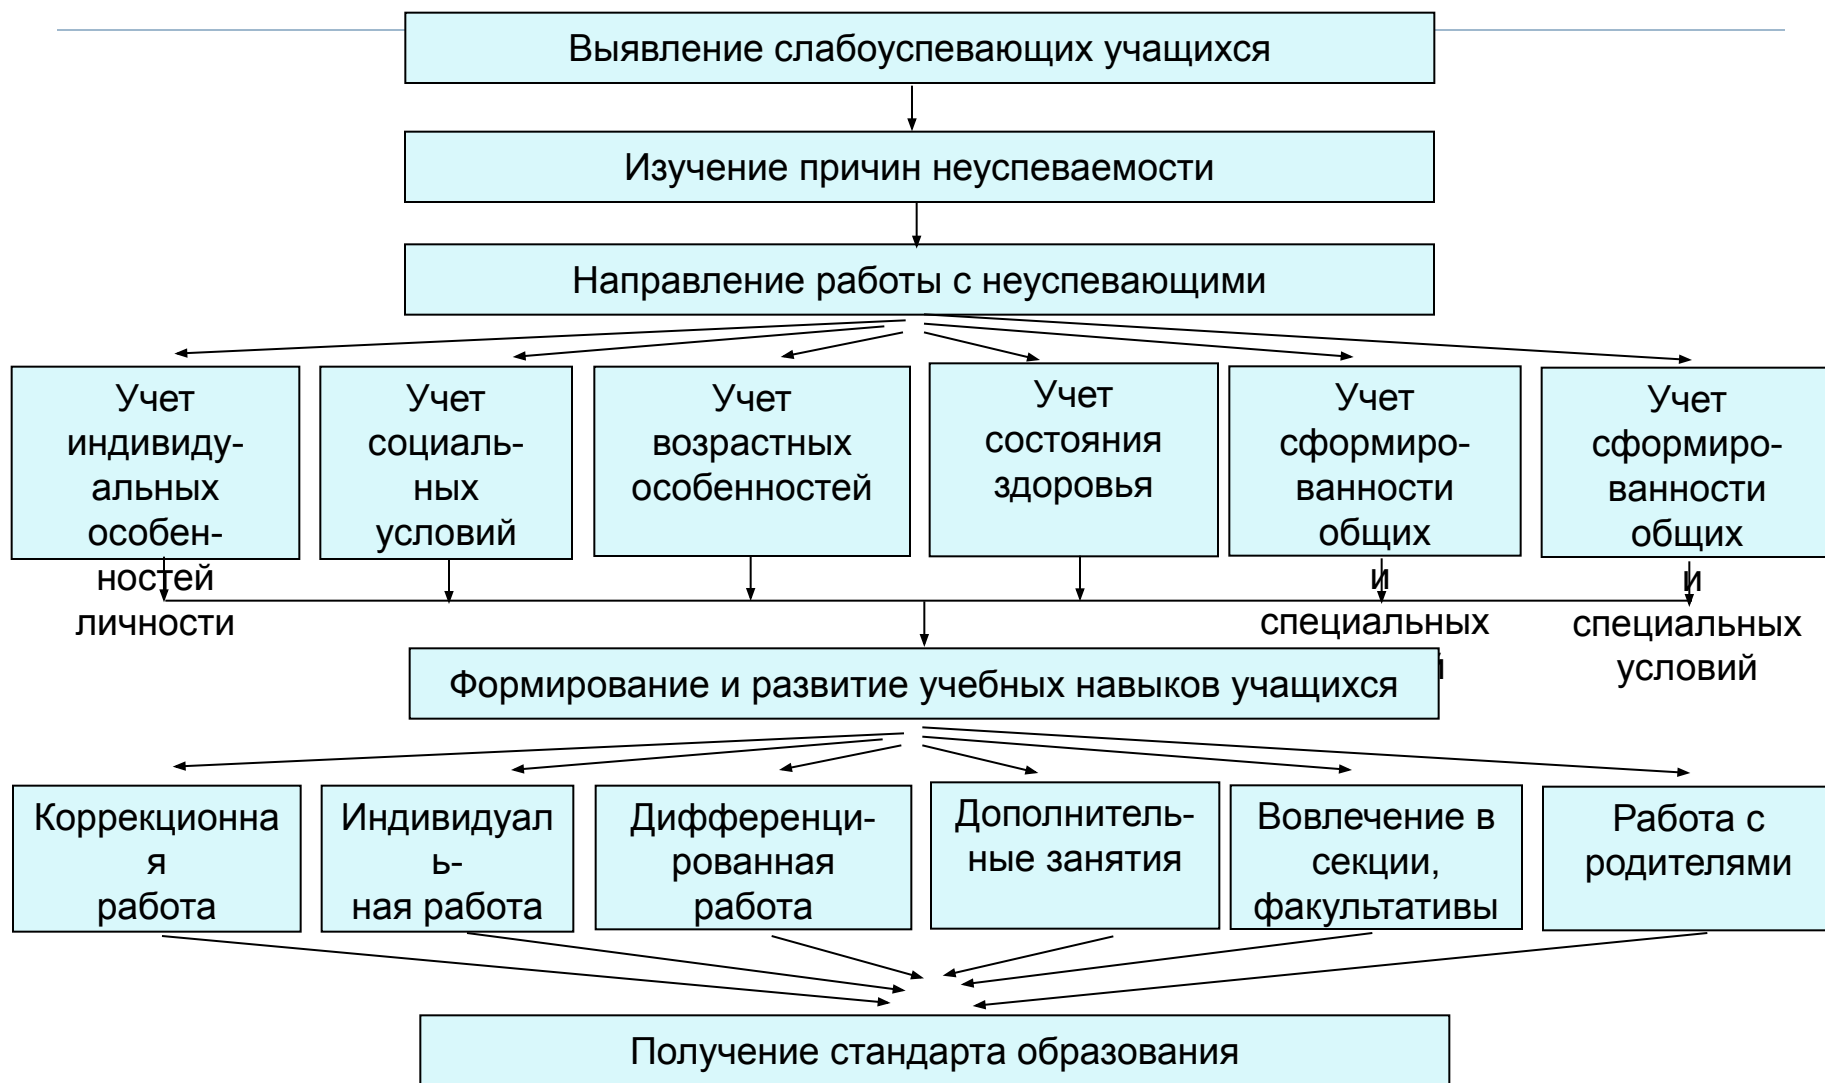 Выявление слабоуспевающих учащихся
Изучение причин неуспеваемости
Направление работы с неуспевающими
Учет
индивиду-
альных
особен-
ностей
личности
Учет
социаль-
ных
условий
Учет
возрастных
особенностей
Учет
состояния
здоровья
Учет
сформиро-
ванности
общих
и
специальных
Учет
сформиро-
ванности
общих
и
специальных
условий
Формирование и развитие учебных навыков учащихся
Коррекционна
я
работа
Индивидуал
ь-
ная работа
Дифференци-
рованная
работа
Дополнитель-
ные занятия
Вовлечение в
секции,
факультативы
Работа с
родителями
Получение стандарта образования